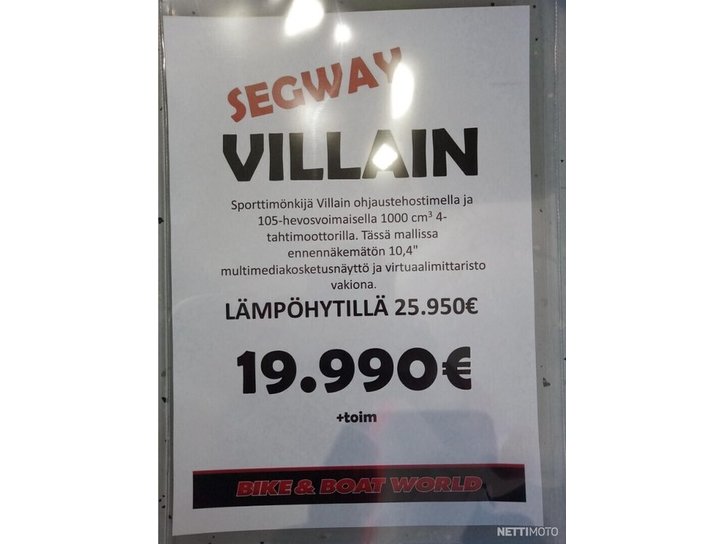 SEGWAY
VILLAIN
Sporttimönkijä Villain ohjaustehostimella ja
105-hevosvoimaisella 1000 cm³ 4-
tahtimoottorilla. Tässä mallissa
ennennäkemätön 10,4"
multimediakosketusnäyttö ja virtuaalimittaristo
vakiona.
LÄMPÖHYTILLÄ 25.950€
19.990€
+toim
BIKE & BOAT WORLD
NETTIMOTO